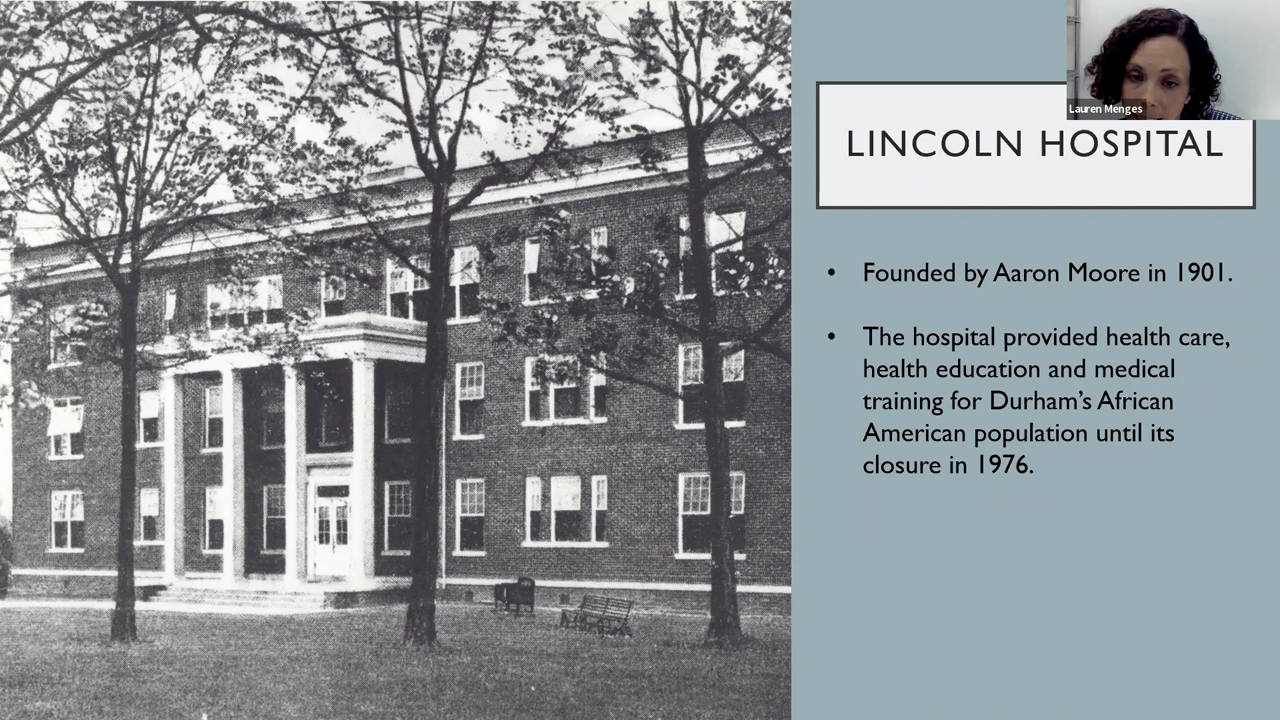 Lauren Menges
LINCOLN HOSPITAL
• Founded by Aaron Moore in 1901.
• The hospital provided health care,
health education and medical
training for Durham’s African
American population until its
closure in 1976.